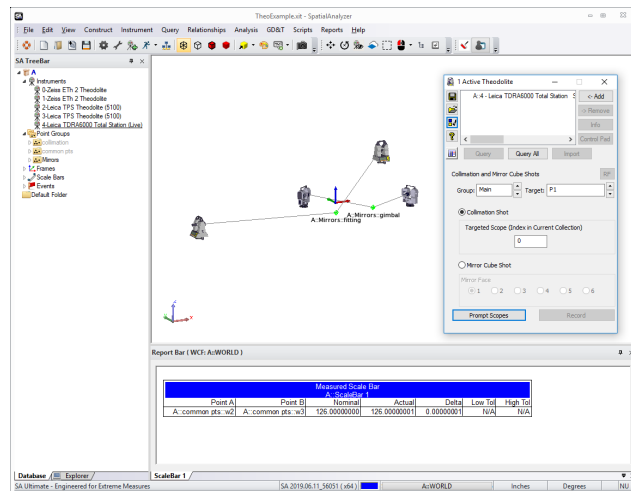 SA
TheoExample.xit - SpatialAnalyzer
File Edit View Construct Instrument Query Relationships Analysis GD&T Scripts Reports Help
SA TreeBar
A
Instruments
0-Zeiss ETh 2 Theodolite
1-Zeiss ETh 2 Theodolite
2-Leica TPS Theodolite (5100)
3-Leica TPS Theodolite (5100)
4-Leica TDRA6000 Total Station (Live)
Point Groups
collimation
common pts
Mirrors
Frames
Scale Bars
Events
Default Folder
A::Mirrors::gimbal
A::Mirrors::fitting
z
x
1 Active Theodolite
A::4 - Leica TDRA6000 Total Station S
<- Add
-> Remove
Info
Control Pad
Query
Query All
Import
Collimation and Mirror Cube Shots
RP
Group: Main Target: P1
Collimation Shot
Targeted Scope (Index in Current Collection)
0
Mirror Cube Shot
Mirror Face
1 2 3 4 5 6
Prompt Scopes
Record
Report Bar ( WCF: A::WORLD )
Measured Scale Bar
A::ScaleBar 1
Point A Point B Nominal Actual Delta Low Tol High Tol
A::common pts::w2 A::common pts::w3 126.00000000 126.00000001 0.00000001 N/A N/A
Database Explorer ScaleBar 1
SA Ultimate - Engineered for Extreme Measures SA 2019.06.11_56051 ( x64 ) A::WORLD Inches Degrees NU